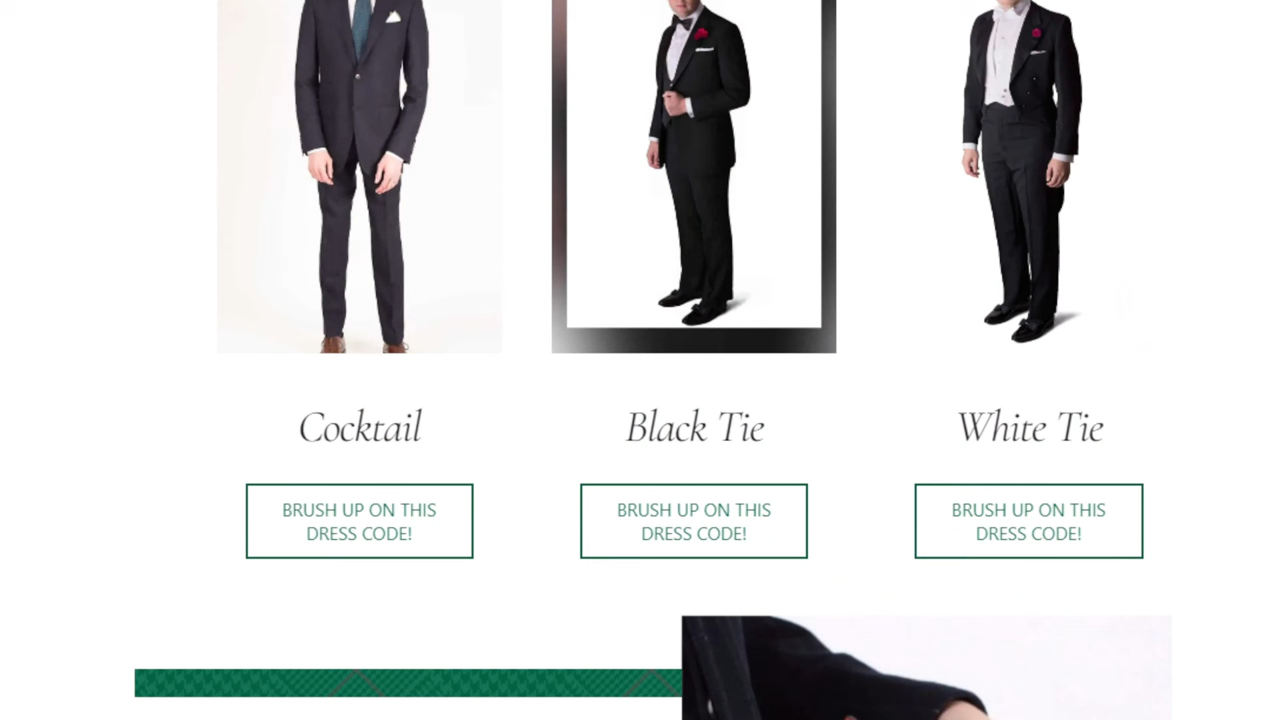 Cocktail
Black Tie
White Tie
BRUSH UP ON THIS
DRESS CODE!
BRUSH UP ON THIS
DRESS CODE!
BRUSH UP ON THIS
DRESS CODE!